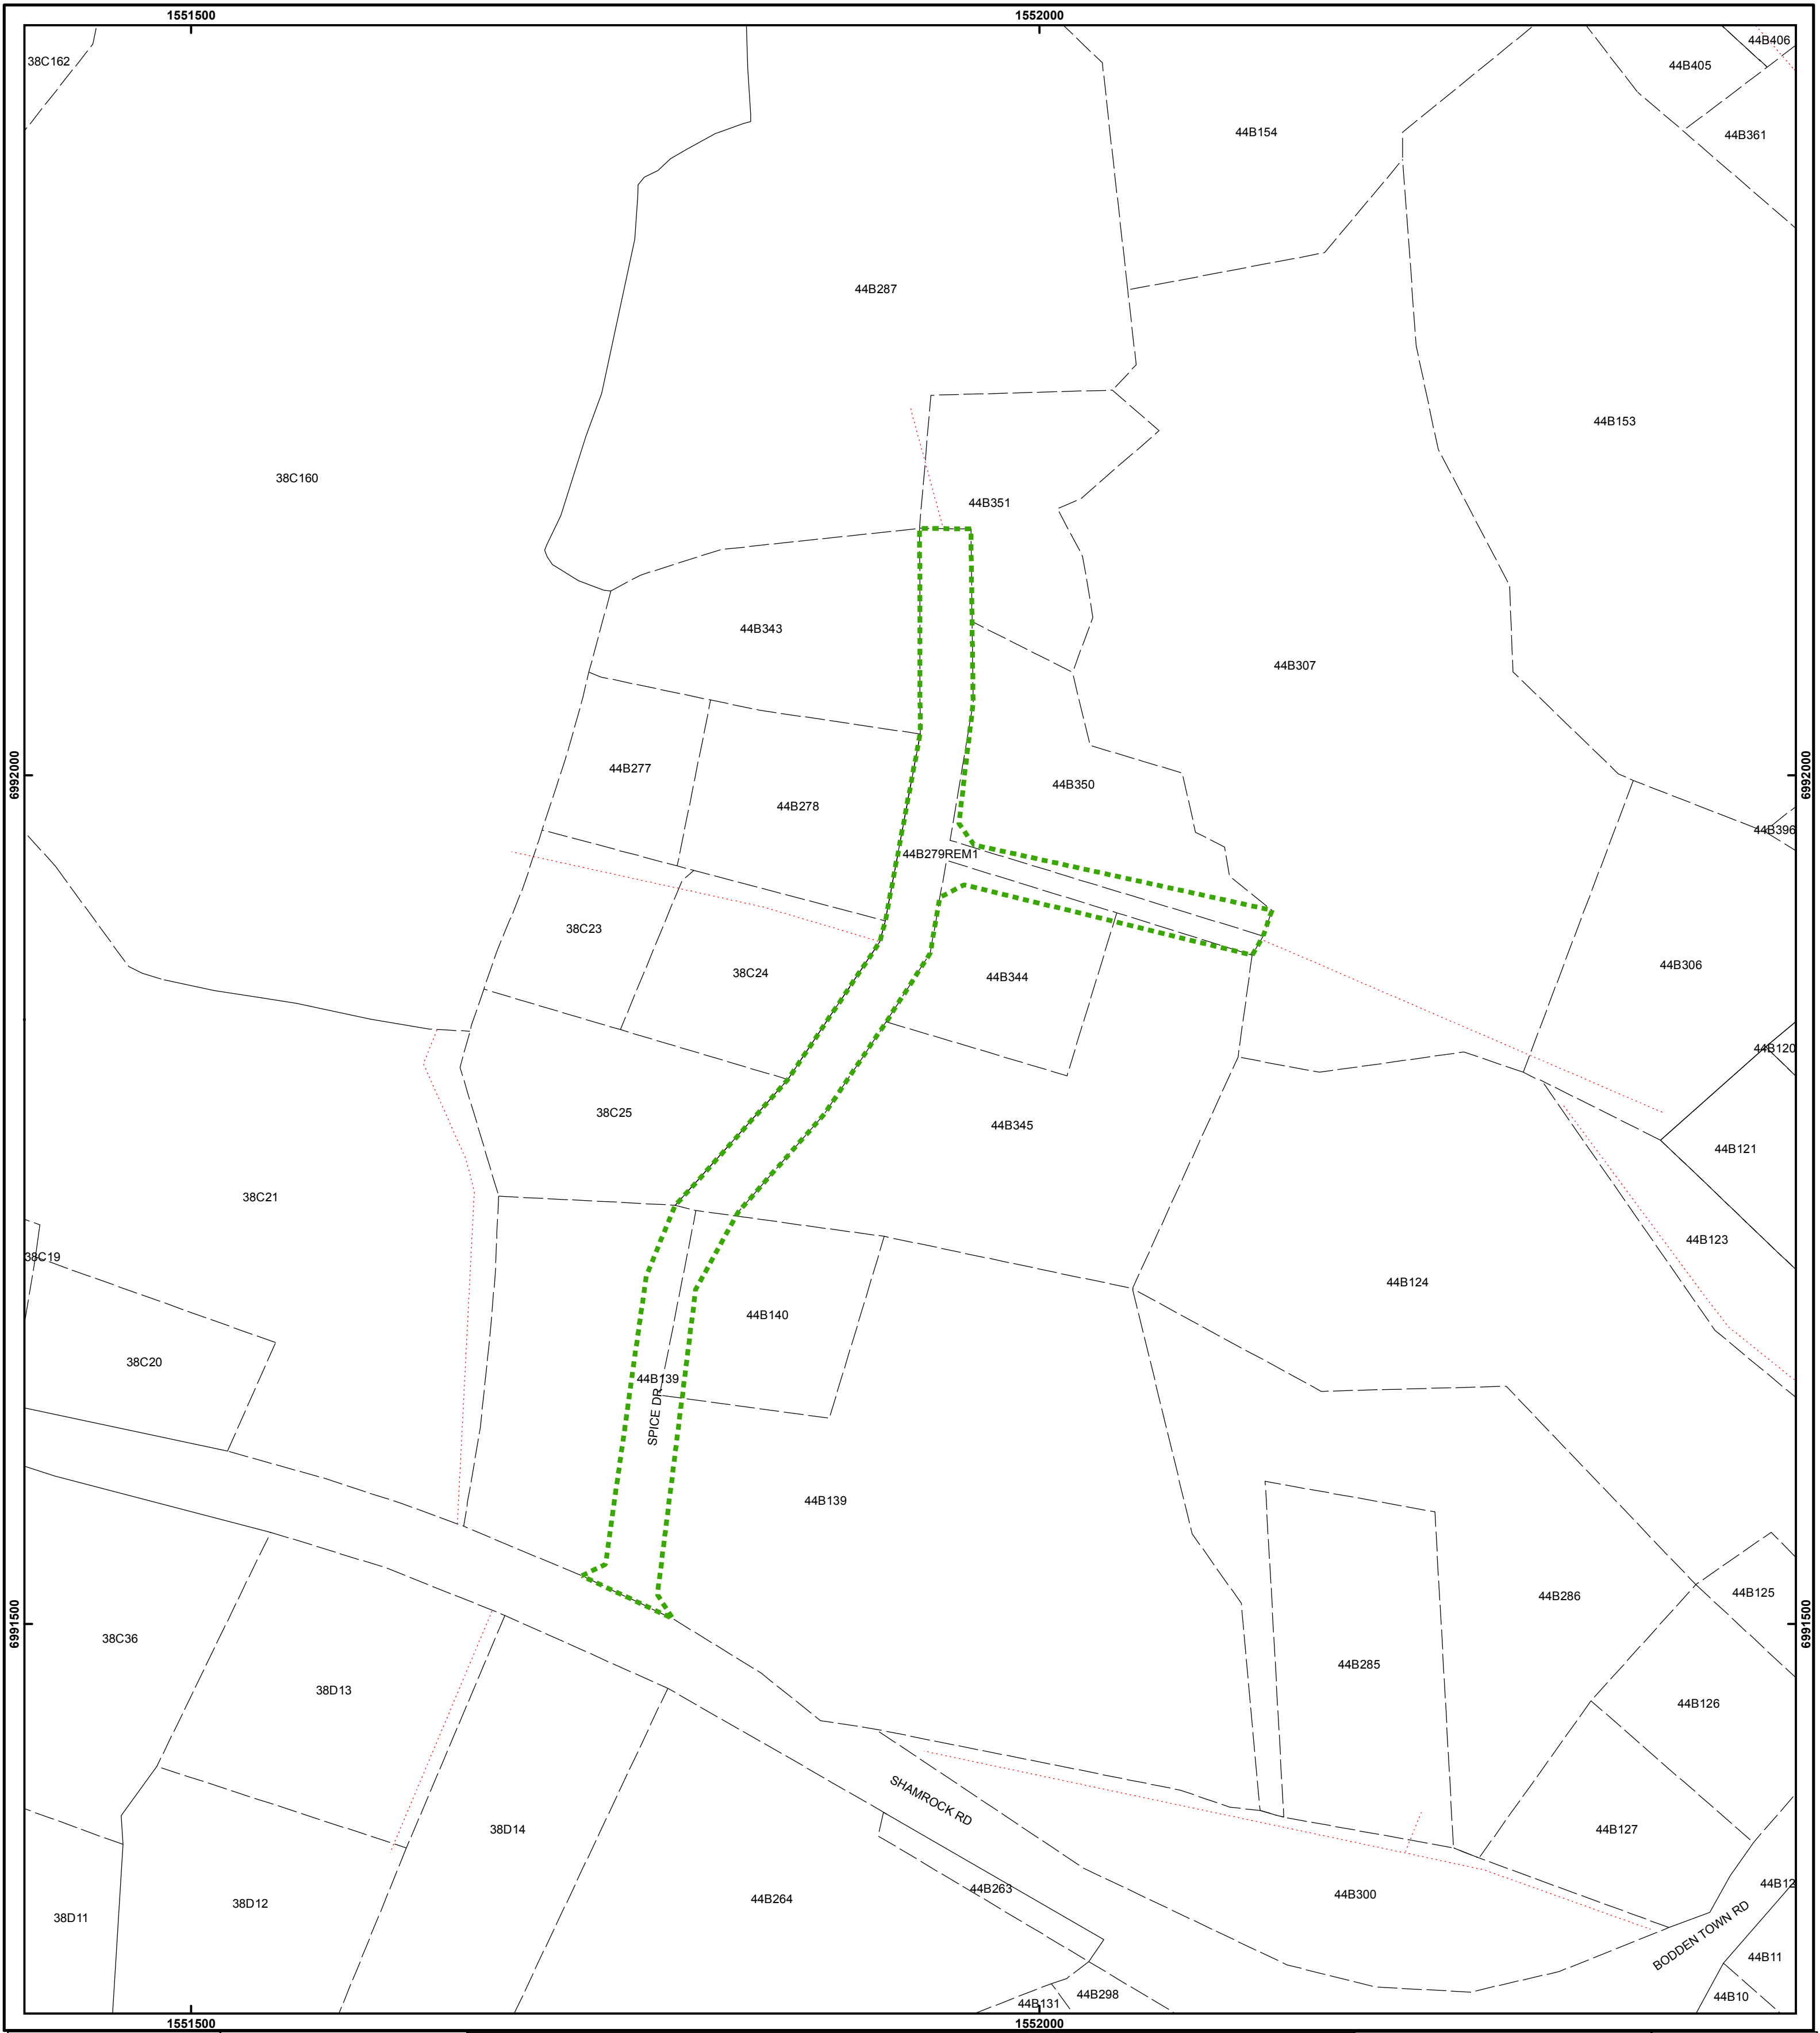 1551500
1552000
38C162
44B406
44B405
44B154
44B361
44B287
44B153
38C160
44B351
44B343
44B307
6992000
6992000
44B277
44B350
44B278
44B396
44B279REM1
38C23
38C24
44B344
44B306
44B120
38C25
44B345
44B121
38C21
44B123
38C19
44B124
44B140
38C20
44B139
SPICE DR
44B139
44B286
44B125
6991500
6991500
38C36
44B285
38D13
44B126
SHAMROCK RD
38D14
44B127
44B12
44B263
44B300
44B264
38D12
38D11
BODDEN TOWN RD
44B11
44B298
44B10
44B131
1551500
1552000